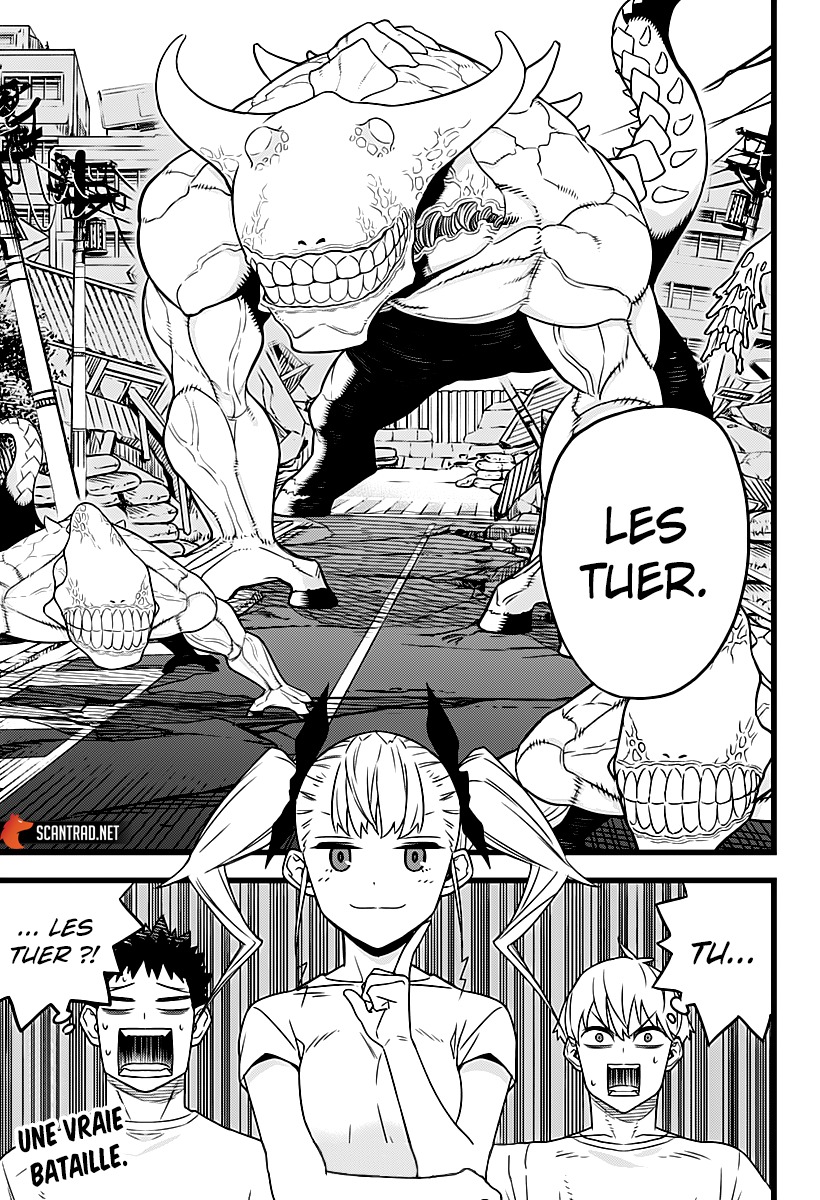 LES
TUER.
SCANTRAD.NET
TU...
... LES
TUER ?!
UNE VRAIE
BATAILLE.